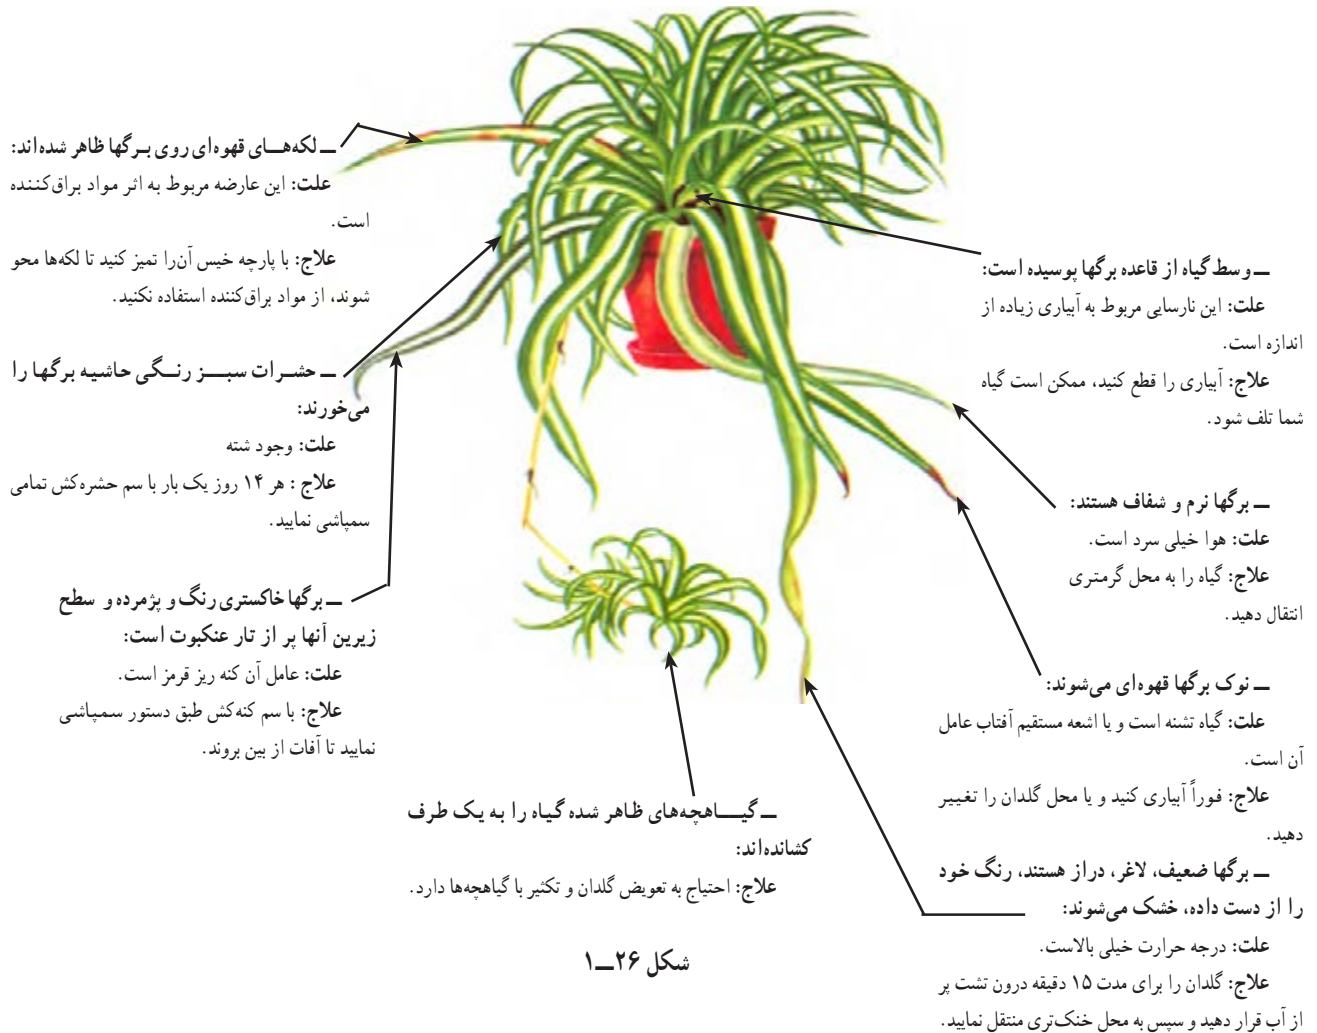 ـ لکه‌های قهوه‌ای روی برگها ظاهر شده‌اند:
علت: این عارضه مربوط به اثر مواد براق‌کننده
است.
علاج: با پارچه خیس آن‌را تمیز کنید تا لکه‌ها محو
شوند، از مواد براق‌کننده استفاده نکنید.
ـ حشرات سبز رنگی حاشیه برگها را
می‌خورند:
علت: وجود شته
علاج : هر ۱۴ روز یک بار با سم حشره‌کش تمامی
سمپاشی نمایید.
ـ برگها خاکستری رنگ و پژمرده و سطح
زیرین آنها پر از تار عنکبوت است:
علت: عامل آن کنه ریز قرمز است.
علاج: با سم کنه‌کش طبق دستور سمپاشی
نمایید تا آفات از بین بروند.
ـ وسط گیاه از قاعده برگها پوسیده است:
علت: این نارسایی مربوط به آبیاری زیاده از
اندازه است.
علاج: آبیاری را قطع کنید، ممکن است گیاه
شما تلف شود.
ـ برگها نرم و شفاف هستند:
علت: هوا خیلی سرد است.
علاج: گیاه را به محل گرمتری
انتقال دهید.
ـ نوک برگها قهوه‌ای می‌شوند:
علت: گیاه تشنه است و یا اشعه مستقیم آفتاب عامل
آن است.
علاج: فوراً آبیاری کنید و یا محل گلدان را تغییر
دهید.
ـ برگها ضعیف، لاغر، دراز هستند، رنگ خود
را از دست داده، خشک می‌شوند:
علت: درجه حرارت خیلی بالاست.
علاج: گلدان را برای مدت ۱۵ دقیقه درون تشت پر
از آب قرار دهید و سپس به محل خنک‌تری منتقل نمایید.
ـ گیاهچه‌های ظاهر شده گیاه را به یک طرف
کشانده‌اند:
علاج: احتیاج به تعویض گلدان و تکثیر با گیاهچه‌ها دارد.
شکل ۲۶ـ۱